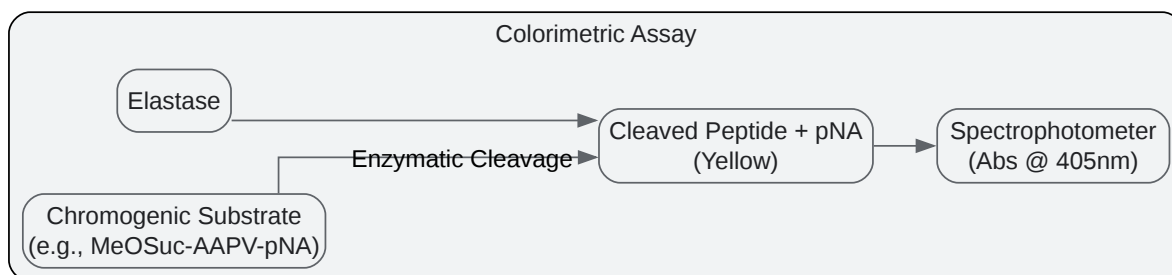 Colorimetric Assay
Elastase
Cleaved Peptide + pNA
(Yellow)
Spectrophotometer
(Abs @ 405nm)
Enzymatic Cleavage
Chromogenic Substrate
(e.g., MeOSuc-AAPV-pNA)